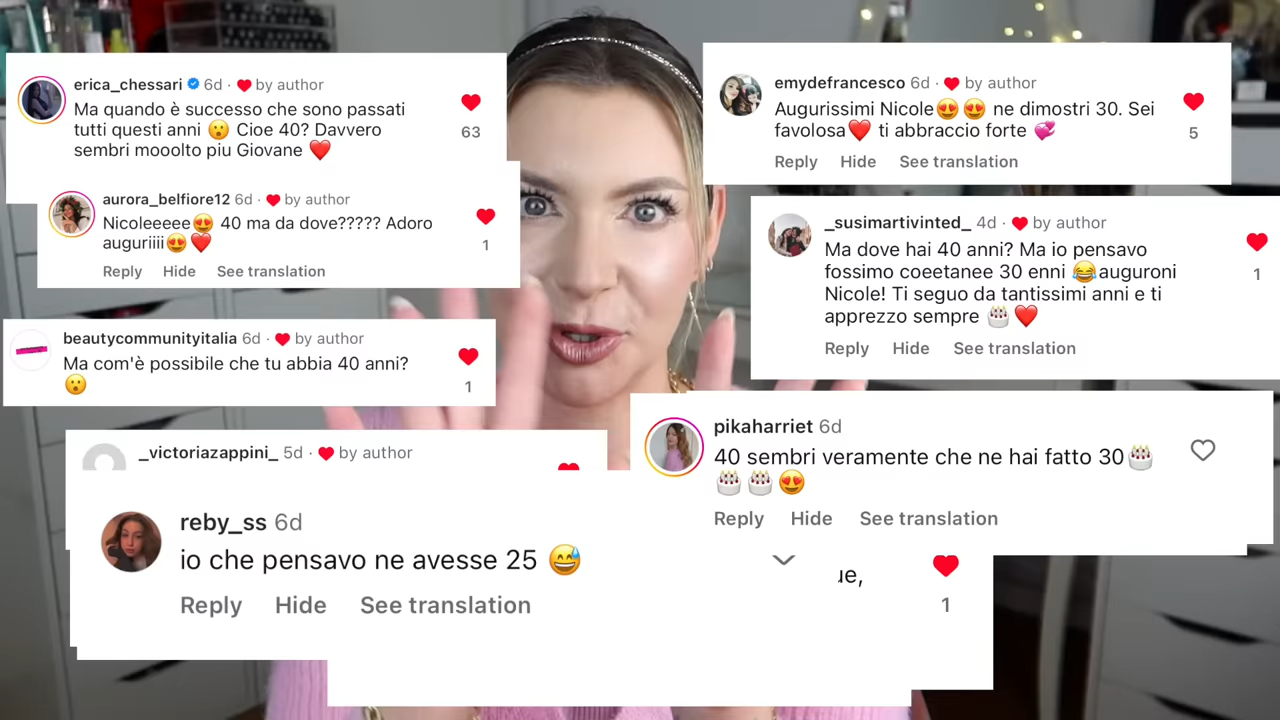 erica_chessari 6d · by author
Ma quando è successo che sono passati
tutti questi anni 😮 Cioe 40? Davvero
sembri mooolto piu Giovane ❤️
63
aurora_belfiore12 6d · by author
Nicoleeeee😍 40 ma da dove????? Adoro
auguriiii😍❤️
1
Reply Hide See translation
beautycommunityitalia 6d · by author
Ma com'è possibile che tu abbia 40 anni?
😮
1
_victoriazappini_ 5d · by author
reby_ss 6d
io che pensavo ne avesse 25 😅
Reply Hide See translation
emydefrancesco 6d · by author
Augurissimi Nicole😍😍 ne dimostri 30. Sei
favolosa❤️ ti abbraccio forte 💞
5
Reply Hide See translation
_susimartivinted_ 4d · by author
Ma dove hai 40 anni? Ma io pensavo
fossimo coeetanee 30 enni 😂auguroni
Nicole! Ti seguo da tantissimi anni e ti
apprezzo sempre 🎂❤️
1
Reply Hide See translation
pikaharriet 6d
40 sembri veramente che ne hai fatto 30🎂
🎂🎂😍
Reply Hide See translation
ue,
1